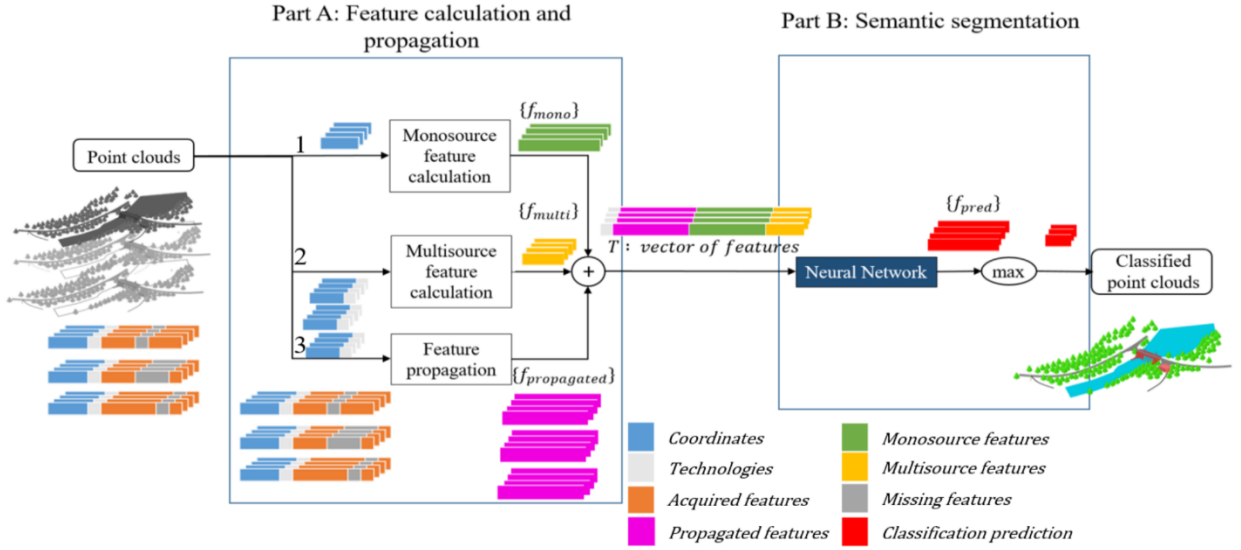 Part A: Feature calculation and
propagation
Part B: Semantic segmentation
Point clouds
1
Monosource
feature
calculation
{f_mono}
2
Multisource
feature
calculation
{f_multi}
+
3
Feature
propagation
{f_propagated}
T : vector of features
Neural Network
{f_pred}
max
Classified
point clouds
Coordinates
Technologies
Acquired features
Propagated features
Monosource features
Multisource features
Missing features
Classification prediction